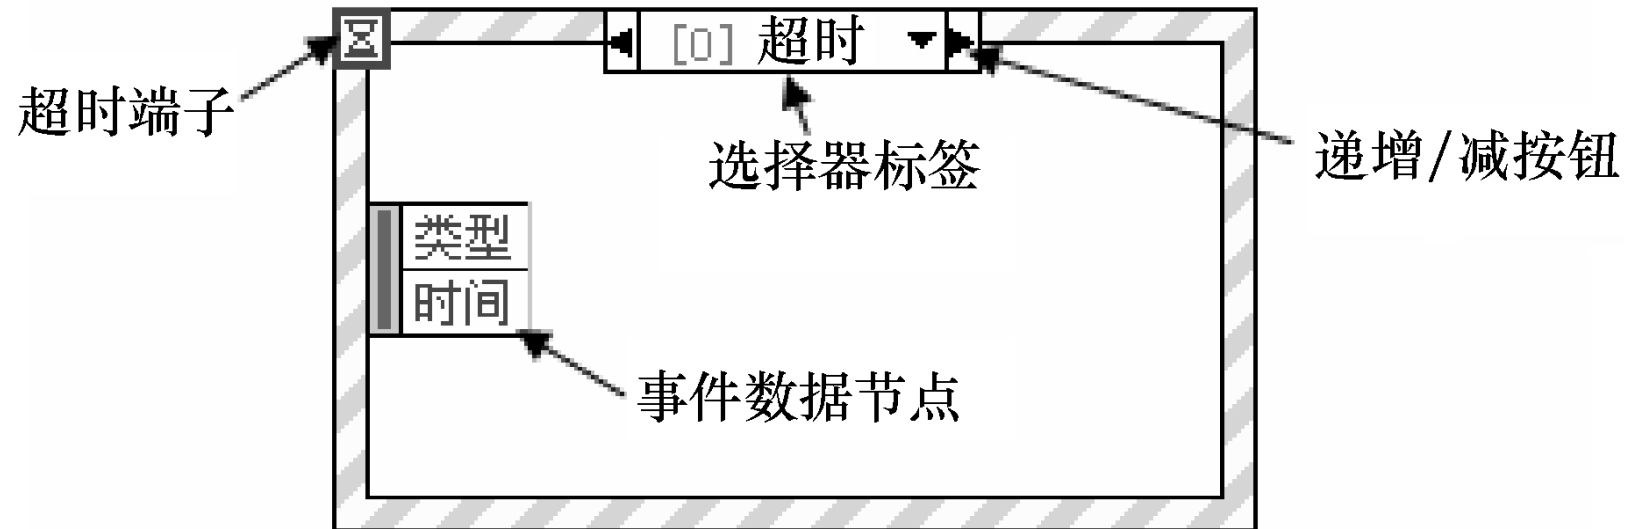 [0] 超时
超时端子
选择器标签
递增/减按钮
类型
时间
事件数据节点